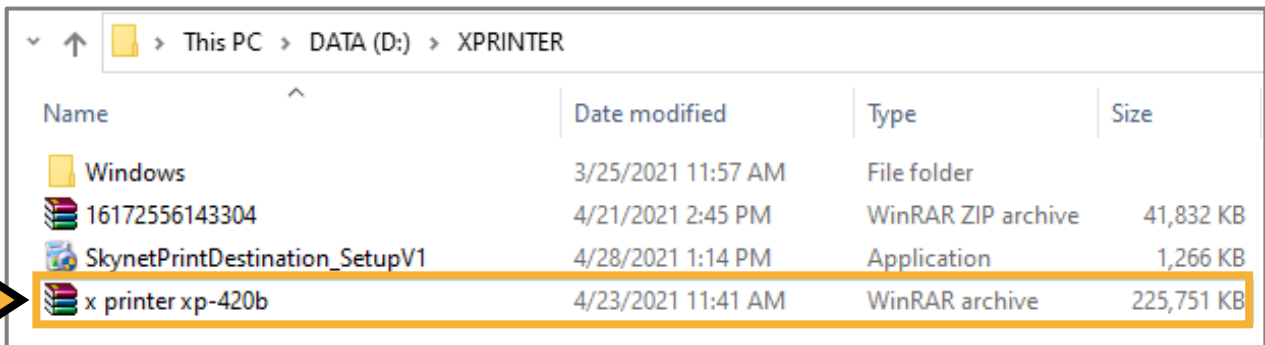 This PC > DATA (D:) > XPRINTER
Name Date modified Type Size
Windows 3/25/2021 11:57 AM File folder
16172556143304 4/21/2021 2:45 PM WinRAR ZIP archive 41,832 KB
SkynetPrintDestination_SetupV1 4/28/2021 1:14 PM Application 1,266 KB
x printer xp-420b 4/23/2021 11:41 AM WinRAR archive 225,751 KB